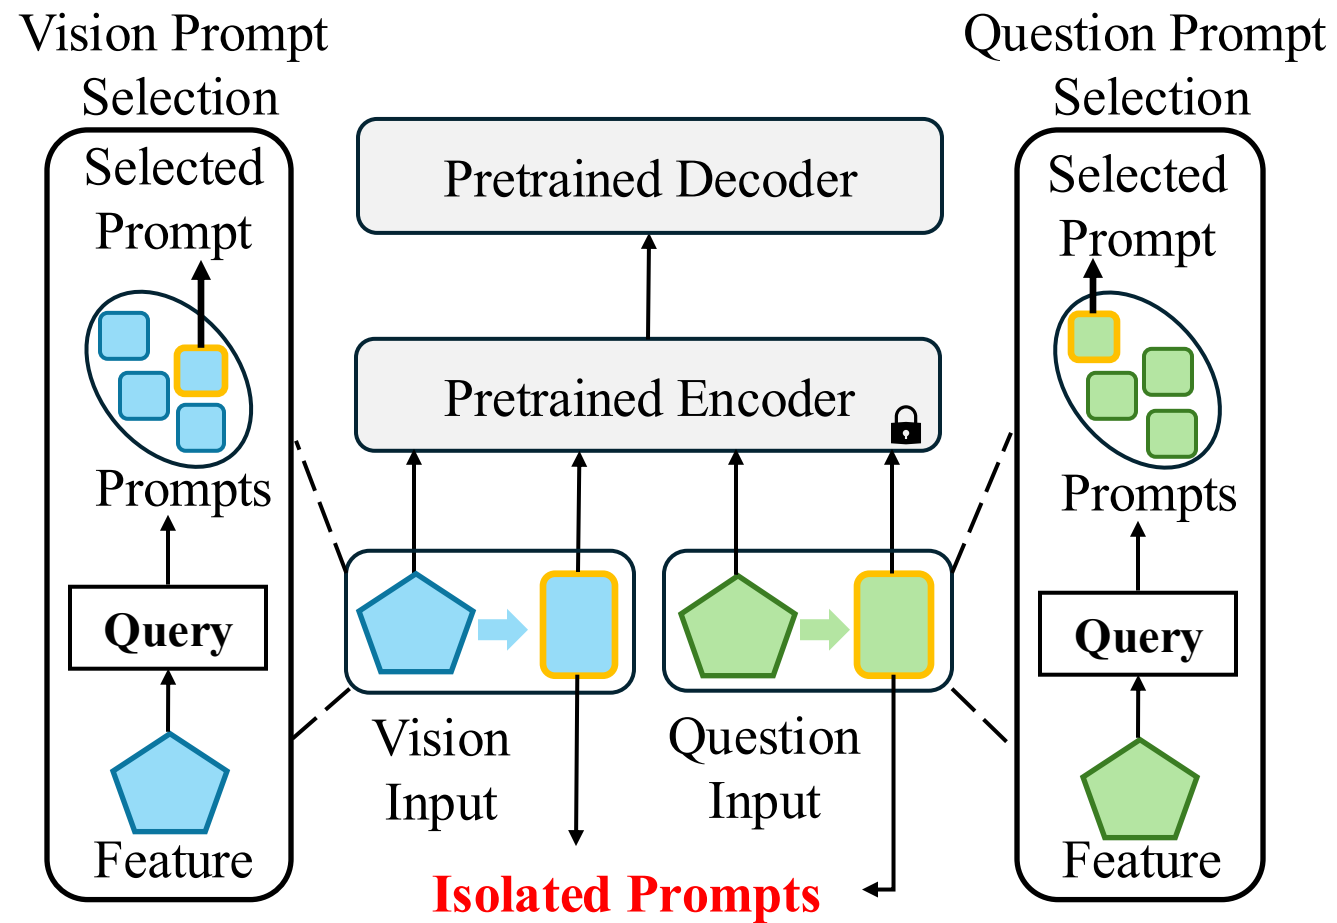 Vision Prompt
Selection
Selected
Prompt
Prompts
Query
Feature
Pretrained Decoder
Pretrained Encoder
Vision
Input
Question
Input
Isolated Prompts
Question Prompt
Selection
Selected
Prompt
Prompts
Query
Feature